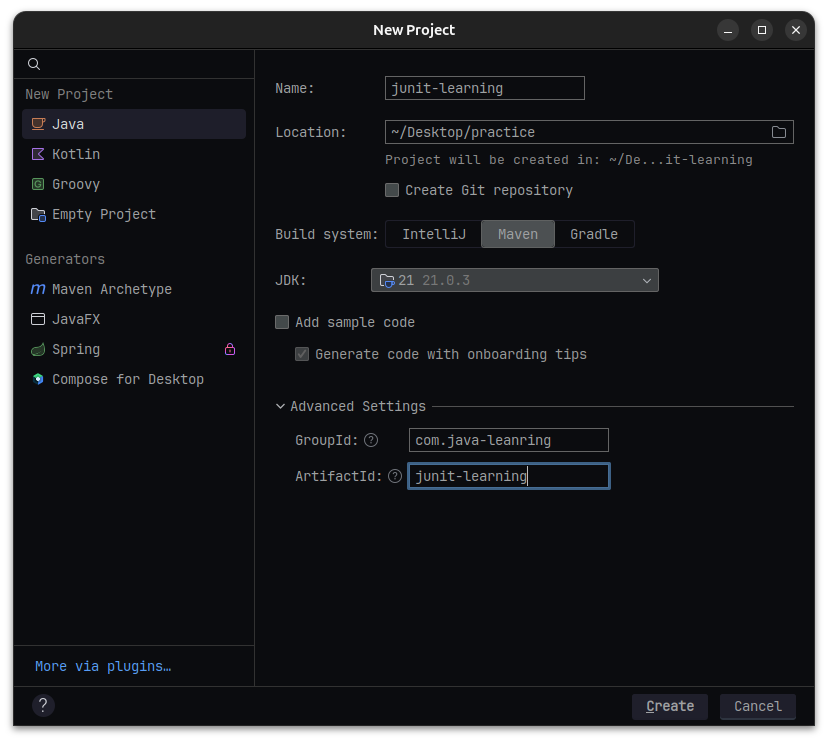 New Project
New Project
Java
Kotlin
Groovy
Empty Project
Generators
Maven Archetype
JavaFX
Spring
Compose for Desktop
More via plugins…
Name: junit-learning
Location: ~/Desktop/practice
Project will be created in: ~/De...it-learning
Create Git repository
Build system: IntelliJ Maven Gradle
JDK: 21 21.0.3
Add sample code
Generate code with onboarding tips
Advanced Settings
GroupId: ? com.java-leanring
ArtifactId: ? junit-learning
? Create Cancel